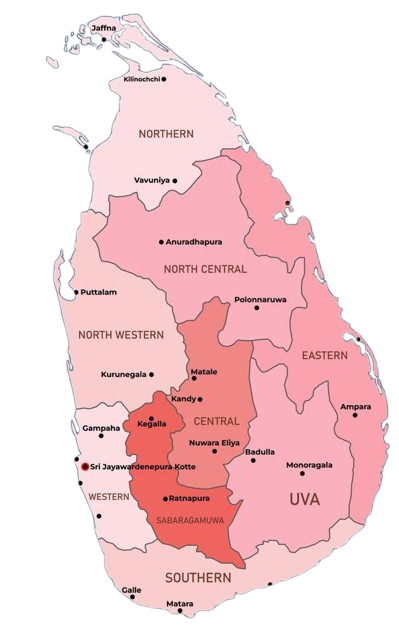 Jaffna
Kilinochchi
NORTHERN
Vavuniya
Anuradhapura
NORTH CENTRAL
Puttalam
Polonnaruwa
NORTH WESTERN
EASTERN
Matale
Kurunegala
Kandy
Ampara
Kegalla
CENTRAL
Gampaha
Nuwara Eliya
Badulla
Sri Jayawardenepura Kotte
Monoragala
WESTERN
Ratnapura
UVA
SABARAGAMUWA
SOUTHERN
Galle
Matara